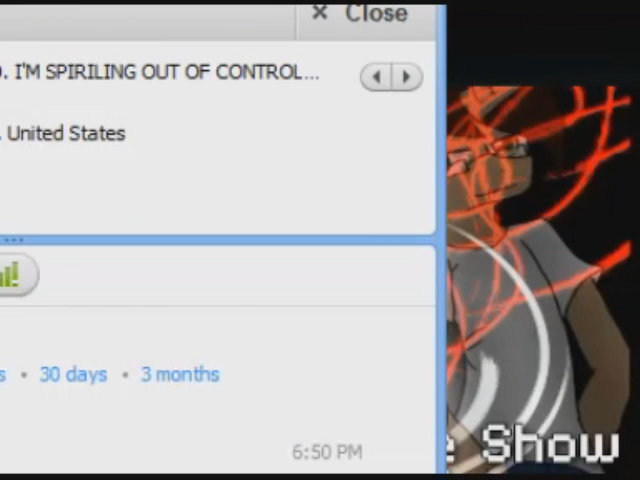 ✕ Close
. I'M SPIRILING OUT OF CONTROL...
. United States
s • 30 days • 3 months
6:50 PM
e Show